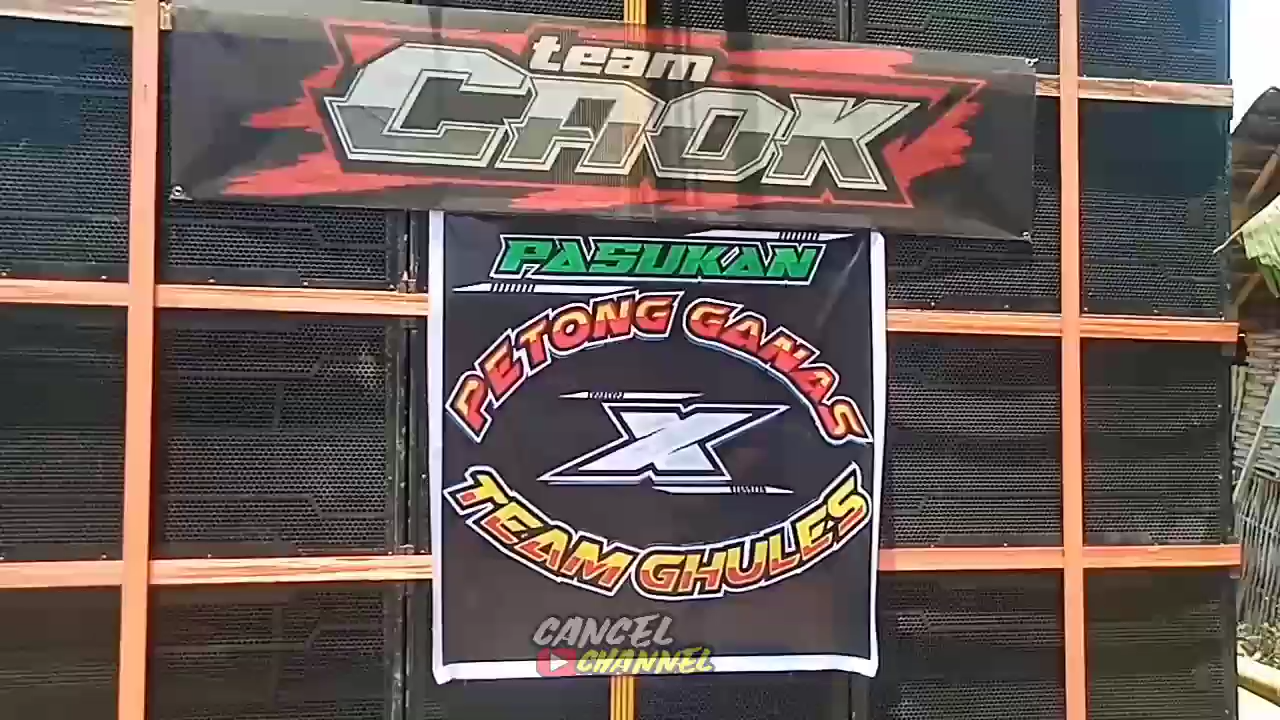 team
CAOK
PASUKAN
PETONG GANAS
X
TEAM GHULES
CANCEL
CHANNEL